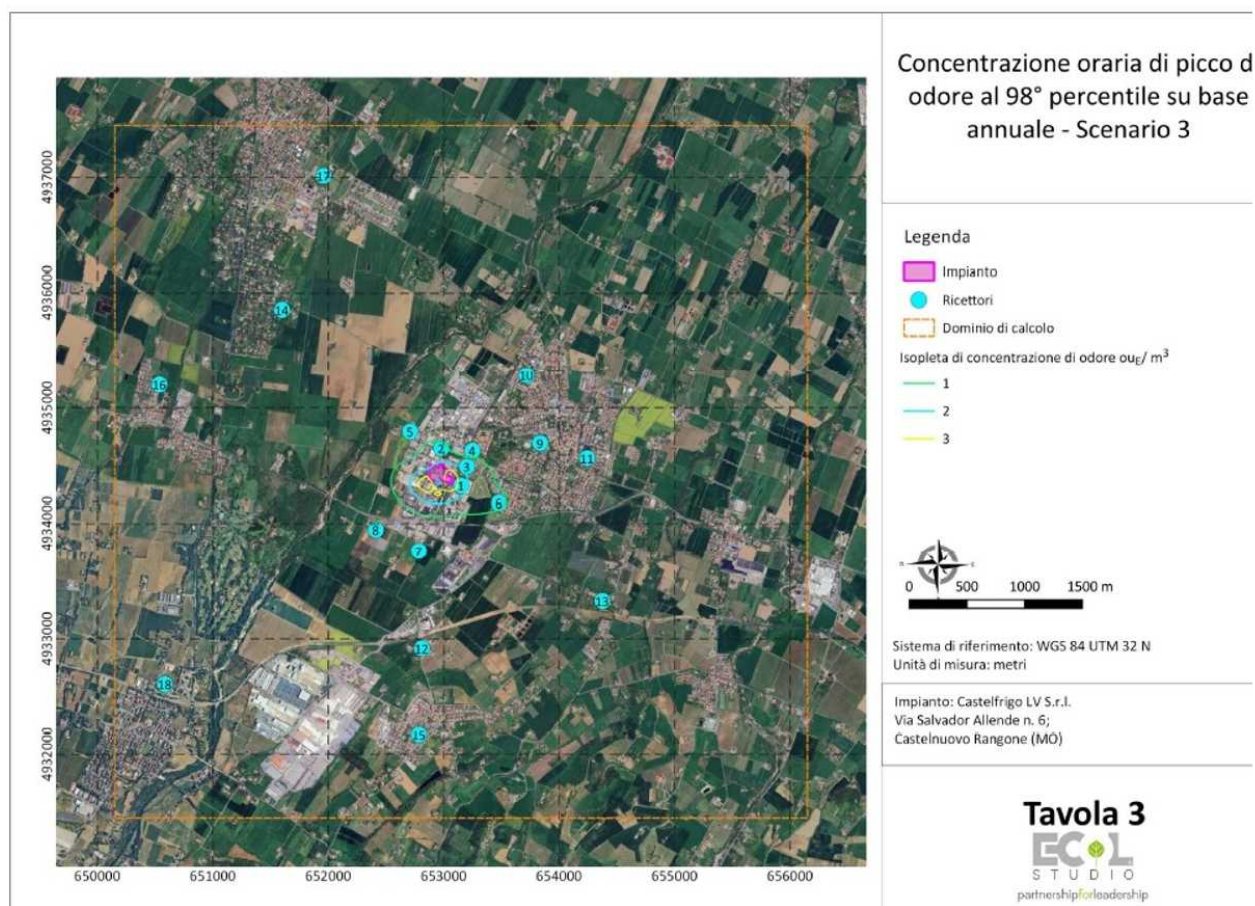 Concentrazione oraria di picco d
odore al 98° percentile su base
annuale - Scenario 3
Legenda
Impianto
Ricettori
Dominio di calcolo
Isopleta di concentrazione di odore ouE/ m³
1
2
3
0 500 1000 1500 m
Sistema di riferimento: WGS 84 UTM 32 N
Unità di misura: metri
Impianto: Castelfrigo LV S.r.l.
Via Salvador Allende n. 6;
Castelnuovo Rangone (MO)
Tavola 3
ECOL
STUDIO
partnershipforleadership
4937000
4936000
4935000
4934000
4933000
4932000
650000 651000 652000 653000 654000 655000 656000
17
14
16
10
5
2
4
9
3
11
1
6
8
7
13
12
18
15